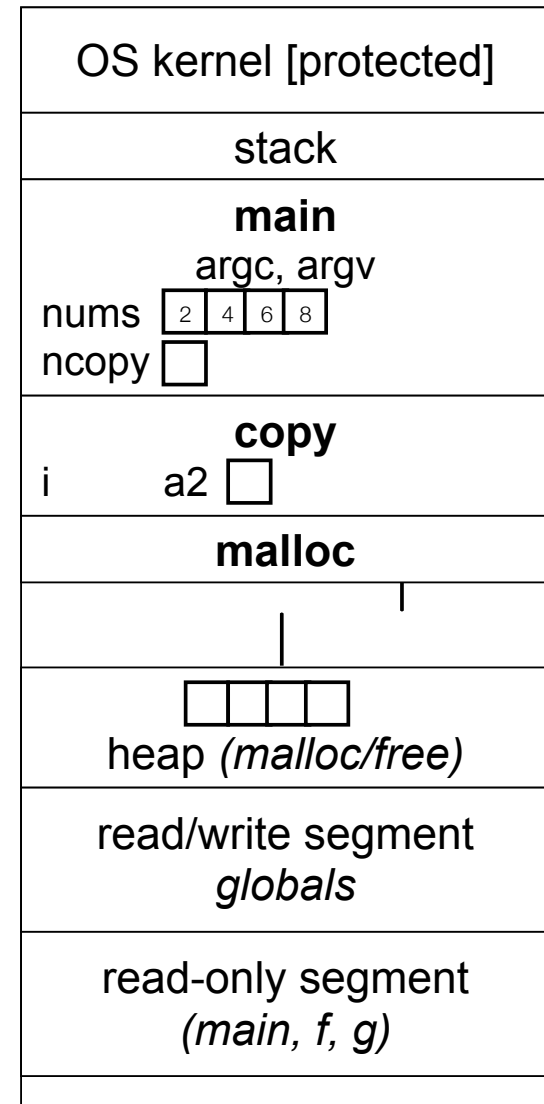 OS kernel [protected]
stack
main
argc, argv
nums 2 4 6 8
ncopy
copy
i a2
malloc
heap (malloc/free)
read/write segment
globals
read-only segment
(main, f, g)